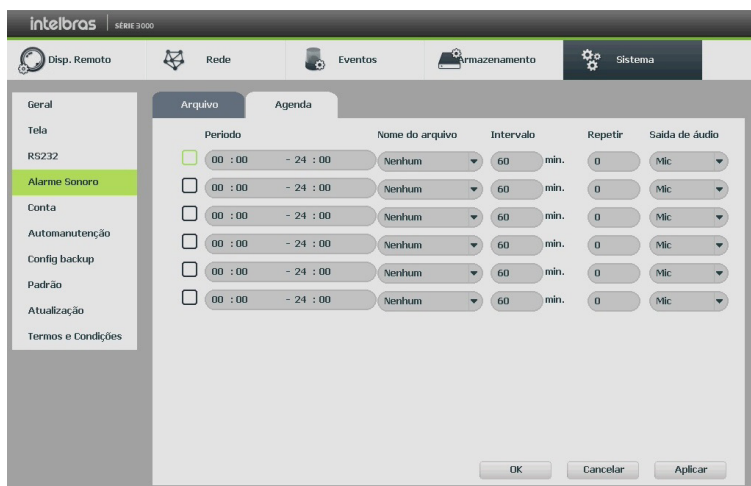 intelbras SÉRIE 3000
Disp. Remoto Rede Eventos Armazenamento Sistema
Geral
Tela
RS232
Alarme Sonoro
Conta
Automanutenção
Config backup
Padrão
Atualização
Termos e Condições
Arquivo Agenda
Periodo Nome do arquivo Intervalo Repetir Saida de áudio
00 :00 - 24 : 00 Nenhum 60 min. 0 Mic
00 :00 - 24 : 00 Nenhum 60 min. 0 Mic
00 :00 - 24 : 00 Nenhum 60 min. 0 Mic
00 :00 - 24 : 00 Nenhum 60 min. 0 Mic
00 :00 - 24 : 00 Nenhum 60 min. 0 Mic
00 :00 - 24 : 00 Nenhum 60 min. 0 Mic
OK Cancelar Aplicar